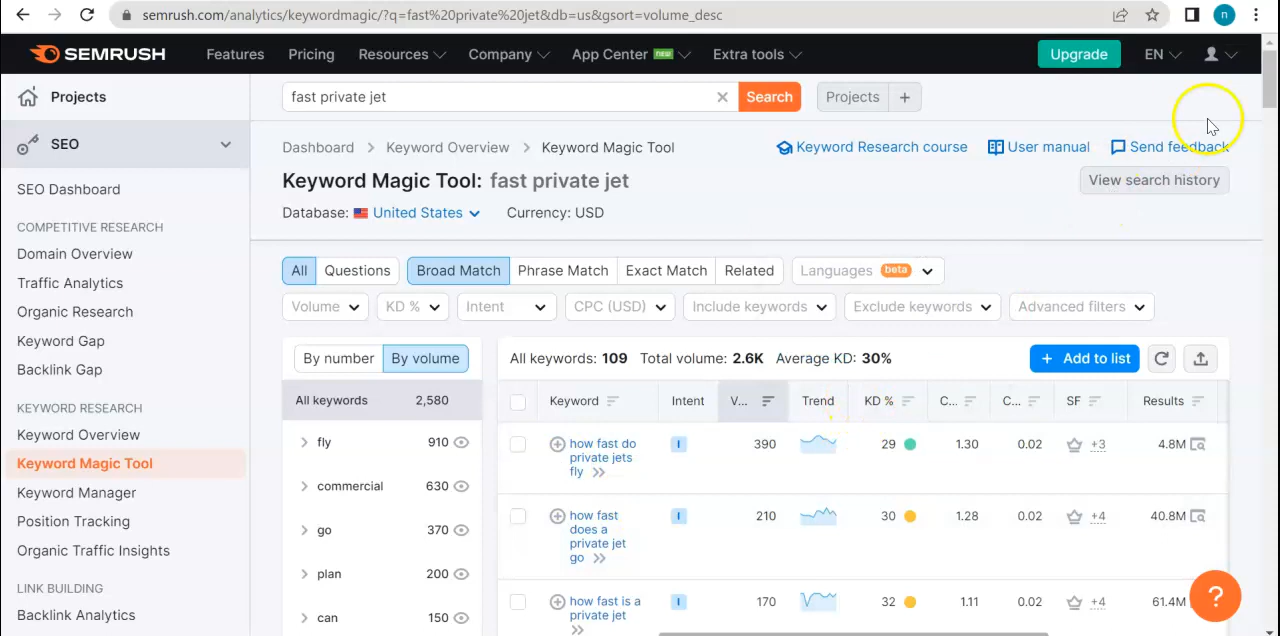 semrush.com/analytics/keywordmagic/?q=fast%20private%20jet&db=us&gsort=volume_desc
n
SEMRUSH
Features
Pricing
Resources
Company
App Center NEW
Extra tools
Upgrade
EN
Projects
fast private jet
Search
Projects
+
SEO
Dashboard > Keyword Overview > Keyword Magic Tool
Keyword Research course
User manual
Send feedback
Keyword Magic Tool: fast private jet
View search history
Database: United States
Currency: USD
SEO Dashboard
COMPETITIVE RESEARCH
Domain Overview
Traffic Analytics
Organic Research
Keyword Gap
Backlink Gap
KEYWORD RESEARCH
Keyword Overview
Keyword Magic Tool
Keyword Manager
Position Tracking
Organic Traffic Insights
LINK BUILDING
Backlink Analytics
All
Questions
Broad Match
Phrase Match
Exact Match
Related
Languages beta
Volume
KD %
Intent
CPC (USD)
Include keywords
Exclude keywords
Advanced filters
By number
By volume
All keywords 2,580
fly 910
commercial 630
go 370
plan 200
can 150
All keywords: 109 Total volume: 2.6K Average KD: 30%
+ Add to list
Keyword Intent V... Trend KD % C... C... SF Results
how fast do
private jets
fly
I 390 29 1.30 0.02 +3 4.8M
how fast
does a
private jet
go
I 210 30 1.28 0.02 +4 40.8M
how fast is a
private jet
I 170 32 1.11 0.02 +4 61.4M
?